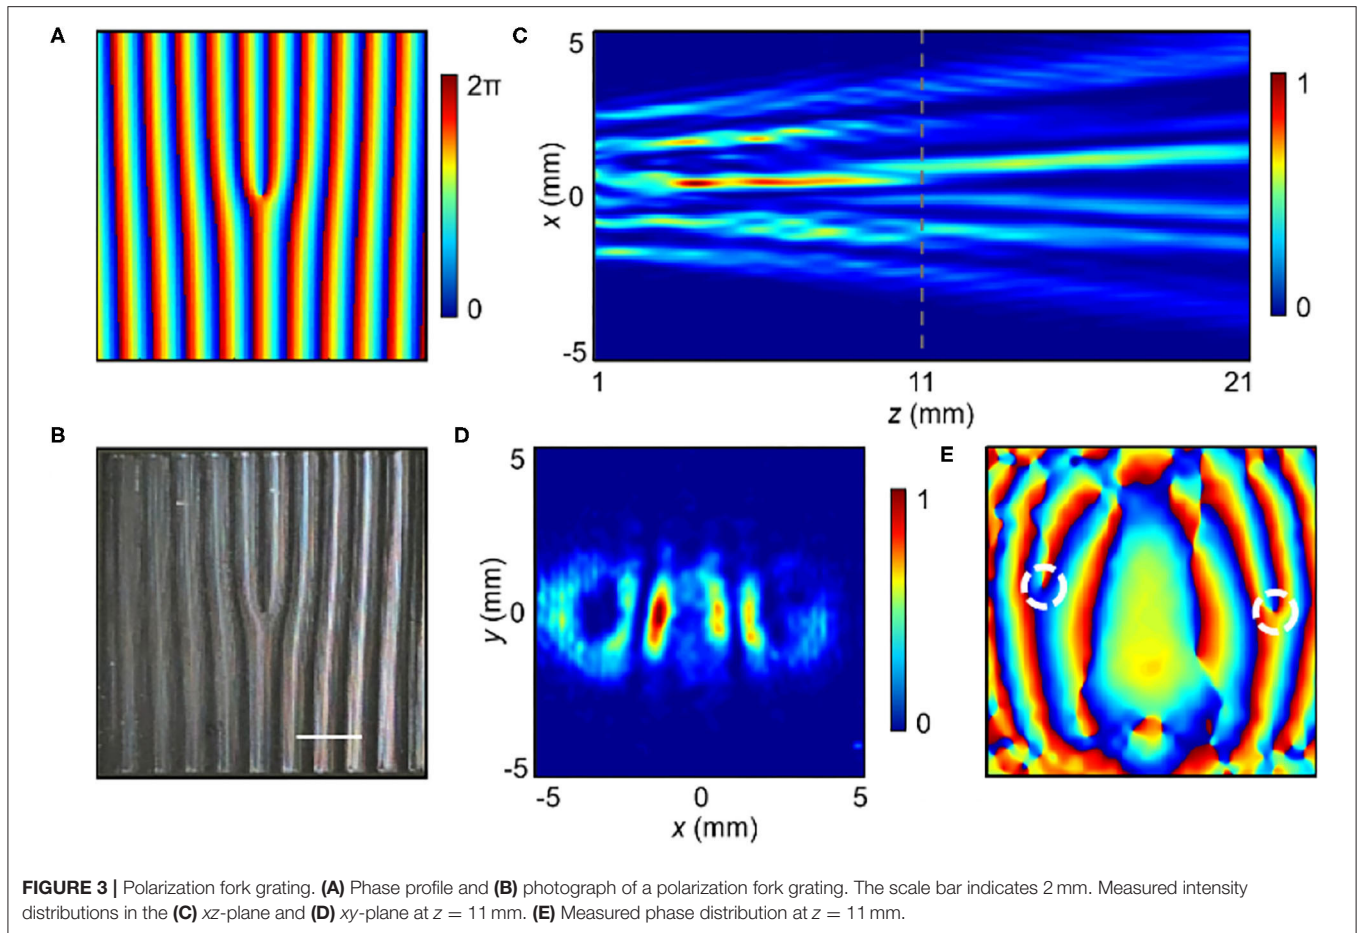 A
2π
0
C
5
0
-5
x (mm)
1
11
21
z (mm)
1
0
B
D
5
0
-5
y (mm)
-5
0
5
x (mm)
1
0
E
FIGURE 3 | Polarization fork grating. (A) Phase profile and (B) photograph of a polarization fork grating. The scale bar indicates 2 mm. Measured intensity
distributions in the (C) xz-plane and (D) xy-plane at z = 11 mm. (E) Measured phase distribution at z = 11 mm.